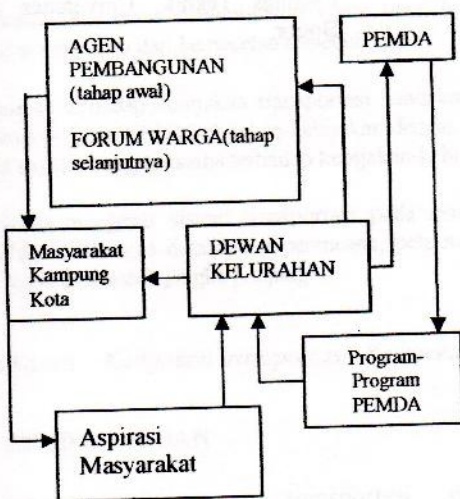 AGEN
PEMBANGUNAN
(tahap awal)
FORUM WARGA(tahap
selanjutnya)
PEMDA
Masyarakat
Kampung
Kota
DEWAN
KELURAHAN
Program-
Program
PEMDA
Aspirasi
Masyarakat